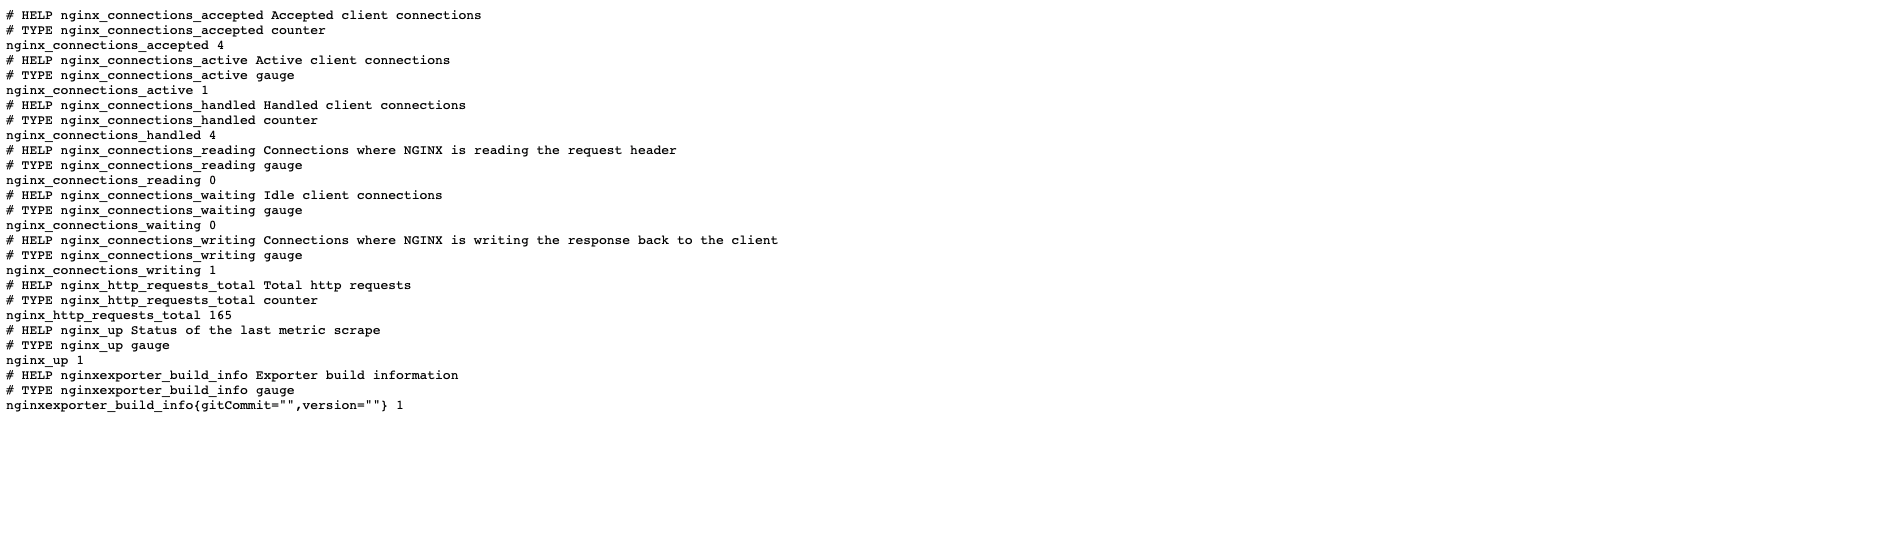 # HELP nginx_connections_accepted Accepted client connections
# TYPE nginx_connections_accepted counter
nginx_connections_accepted 4
# HELP nginx_connections_active Active client connections
# TYPE nginx_connections_active gauge
nginx_connections_active 1
# HELP nginx_connections_handled Handled client connections
# TYPE nginx_connections_handled counter
nginx_connections_handled 4
# HELP nginx_connections_reading Connections where NGINX is reading the request header
# TYPE nginx_connections_reading gauge
nginx_connections_reading 0
# HELP nginx_connections_waiting Idle client connections
# TYPE nginx_connections_waiting gauge
nginx_connections_waiting 0
# HELP nginx_connections_writing Connections where NGINX is writing the response back to the client
# TYPE nginx_connections_writing gauge
nginx_connections_writing 1
# HELP nginx_http_requests_total Total http requests
# TYPE nginx_http_requests_total counter
nginx_http_requests_total 165
# HELP nginx_up Status of the last metric scrape
# TYPE nginx_up gauge
nginx_up 1
# HELP nginxexporter_build_info Exporter build information
# TYPE nginxexporter_build_info gauge
nginxexporter_build_info{gitCommit="",version=""} 1